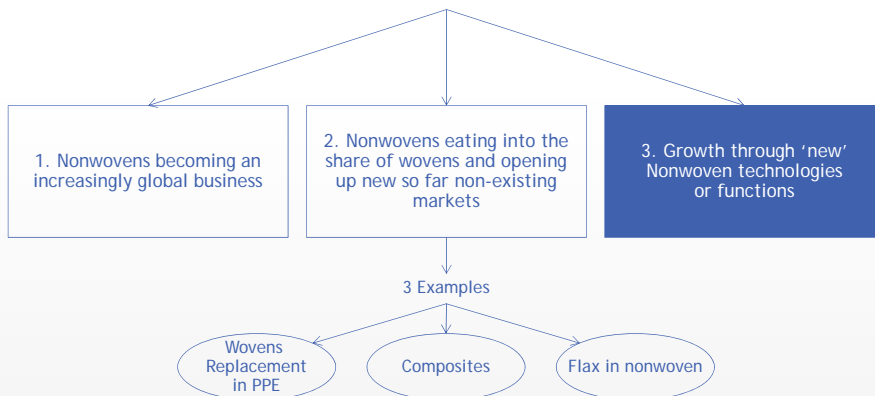 1. Nonwovens becoming an
increasingly global business
2. Nonwovens eating into the
share of wovens and opening
up new so far non-existing
markets
3. Growth through ‘new’
Nonwoven technologies
or functions
3 Examples
Wovens
Replacement
in PPE
Composites
Flax in nonwoven